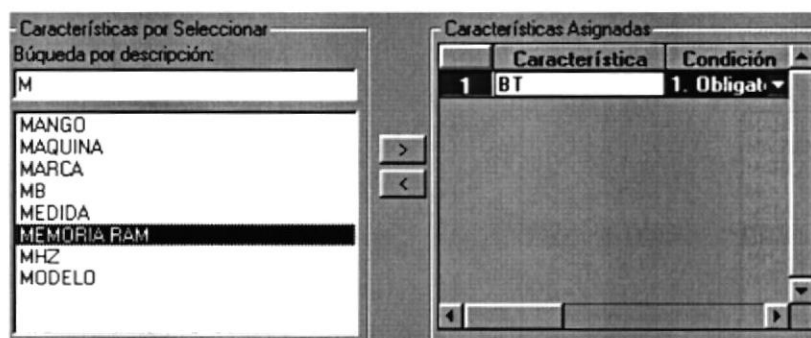 Características por Seleccionar
Búqueda por descripción:
M
MANGO
MAQUINA
MARCA
MB
MEDIDA
MEMORIA RAM
MHZ
MODELO
>
<
Características Asignadas
Característica Condición
1 BT 1. Obligat